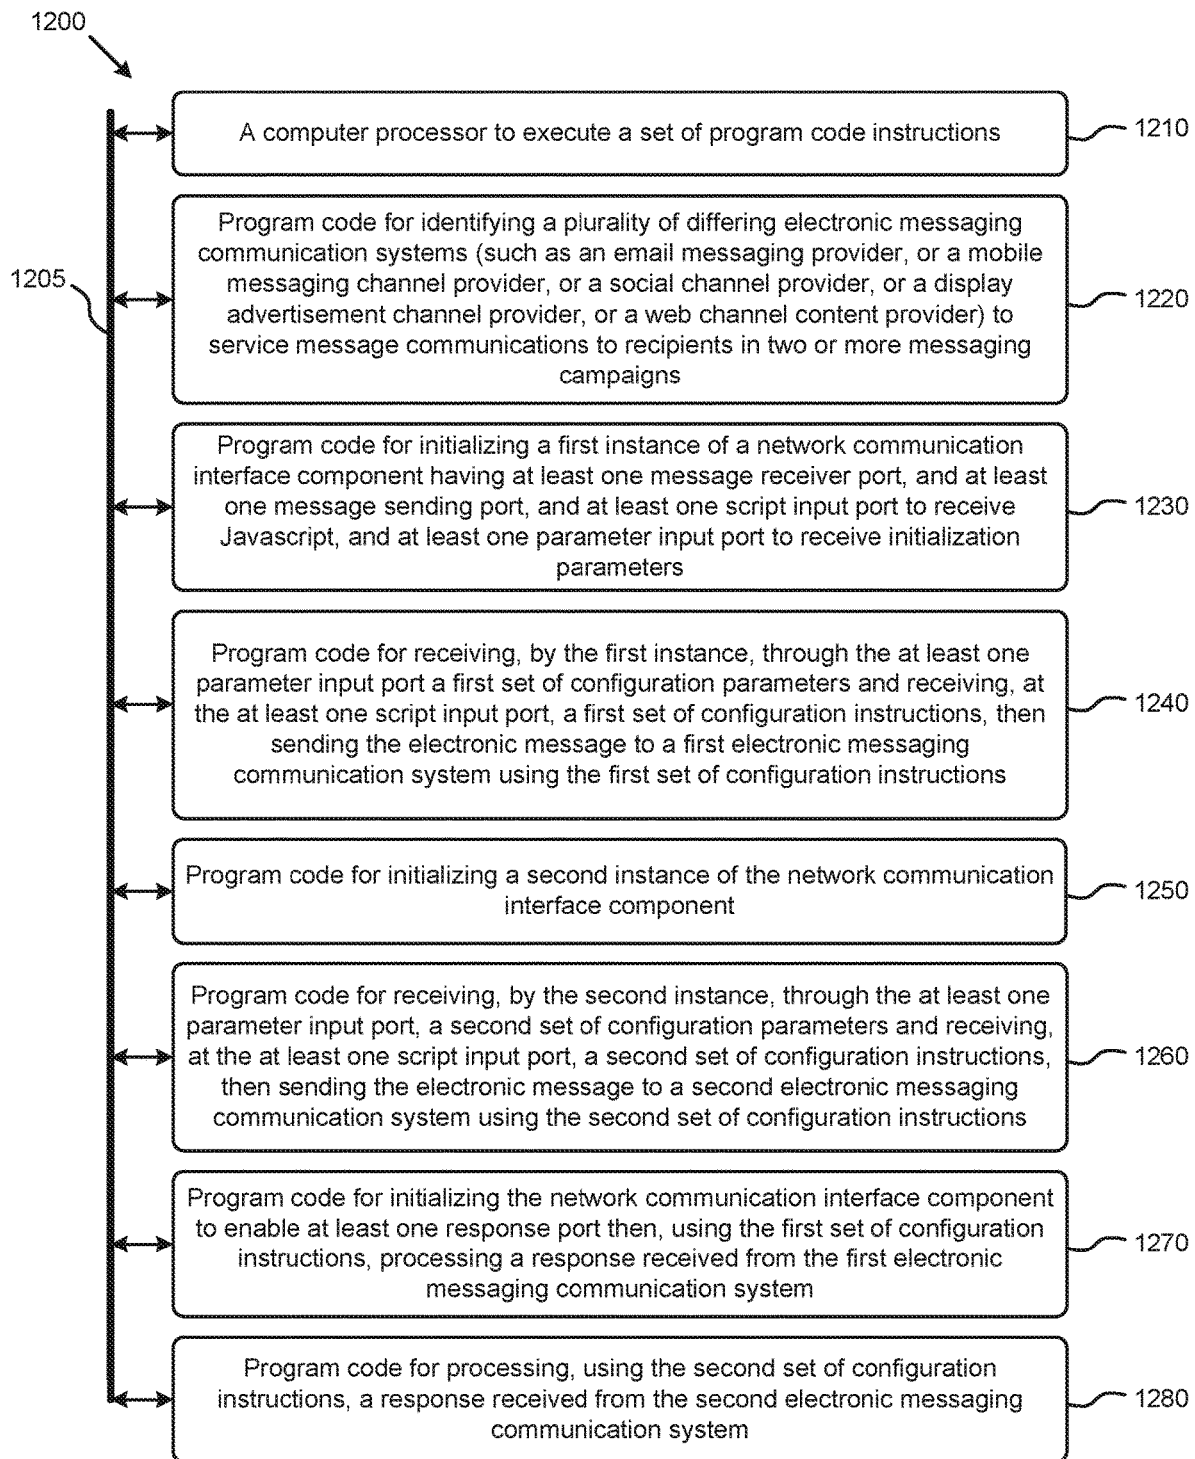 1200
A computer processor to execute a set of program code instructions
1210
Program code for identifying a plurality of differing electronic messaging
communication systems (such as an email messaging provider, or a mobile
messaging channel provider, or a social channel provider, or a display
advertisement channel provider, or a web channel content provider) to
service message communications to recipients in two or more messaging
campaigns
1205
1220
Program code for initializing a first instance of a network communication
interface component having at least one message receiver port, and at least
one message sending port, and at least one script input port to receive
Javascript, and at least one parameter input port to receive initialization
parameters
1230
Program code for receiving, by the first instance, through the at least one
parameter input port a first set of configuration parameters and receiving, at
the at least one script input port, a first set of configuration instructions, then
sending the electronic message to a first electronic messaging
communication system using the first set of configuration instructions
1240
Program code for initializing a second instance of the network communication
interface component
1250
Program code for receiving, by the second instance, through the at least one
parameter input port, a second set of configuration parameters and receiving,
at the at least one script input port, a second set of configuration instructions,
then sending the electronic message to a second electronic messaging
communication system using the second set of configuration instructions
1260
Program code for initializing the network communication interface component
to enable at least one response port then, using the first set of configuration
instructions, processing a response received from the first electronic
messaging communication system
1270
Program code for processing, using the second set of configuration
instructions, a response received from the second electronic messaging
communication system
1280